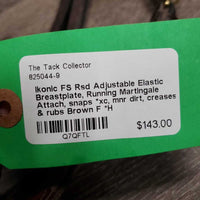 The Tack Collector
825044-9
Ikonic FS Rsd Adjustable Elastic
Breastplate, Running Martingale
Attach, snaps *xc, mnr dirt, creases
& rubs Brown F *H
$143.00
Q7QFTL